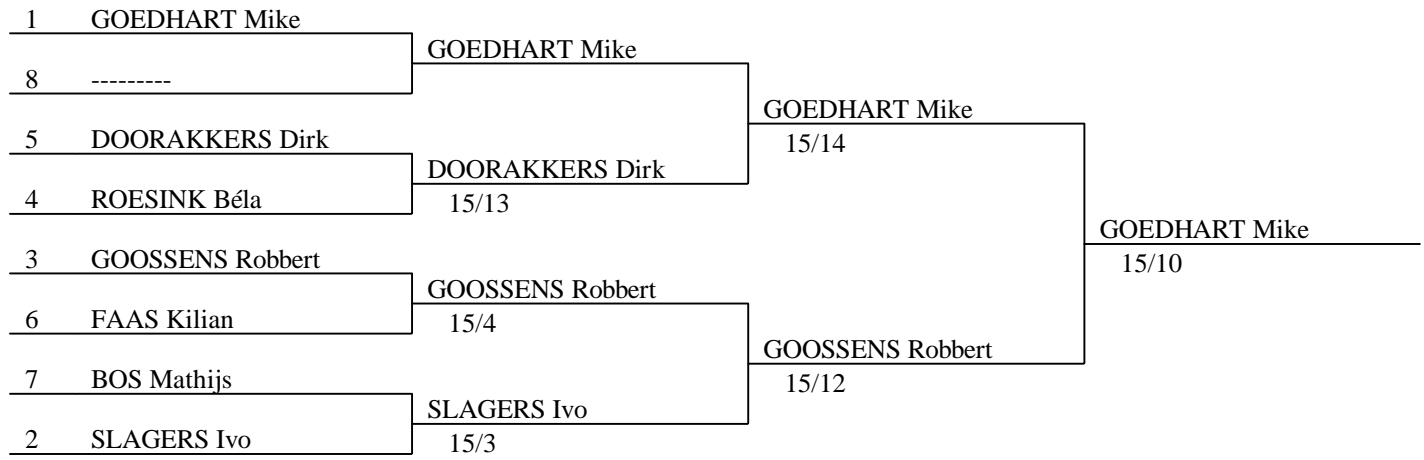 1 GOEDHART Mike
GOEDHART Mike
8 ---------
GOEDHART Mike
15/14
5 DOORAKKERS Dirk
DOORAKKERS Dirk
15/13
4 ROESINK Béla
GOEDHART Mike
15/10
3 GOOSSENS Robbert
GOOSSENS Robbert
15/4
6 FAAS Kilian
GOOSSENS Robbert
15/12
7 BOS Mathijs
SLAGERS Ivo
15/3
2 SLAGERS Ivo